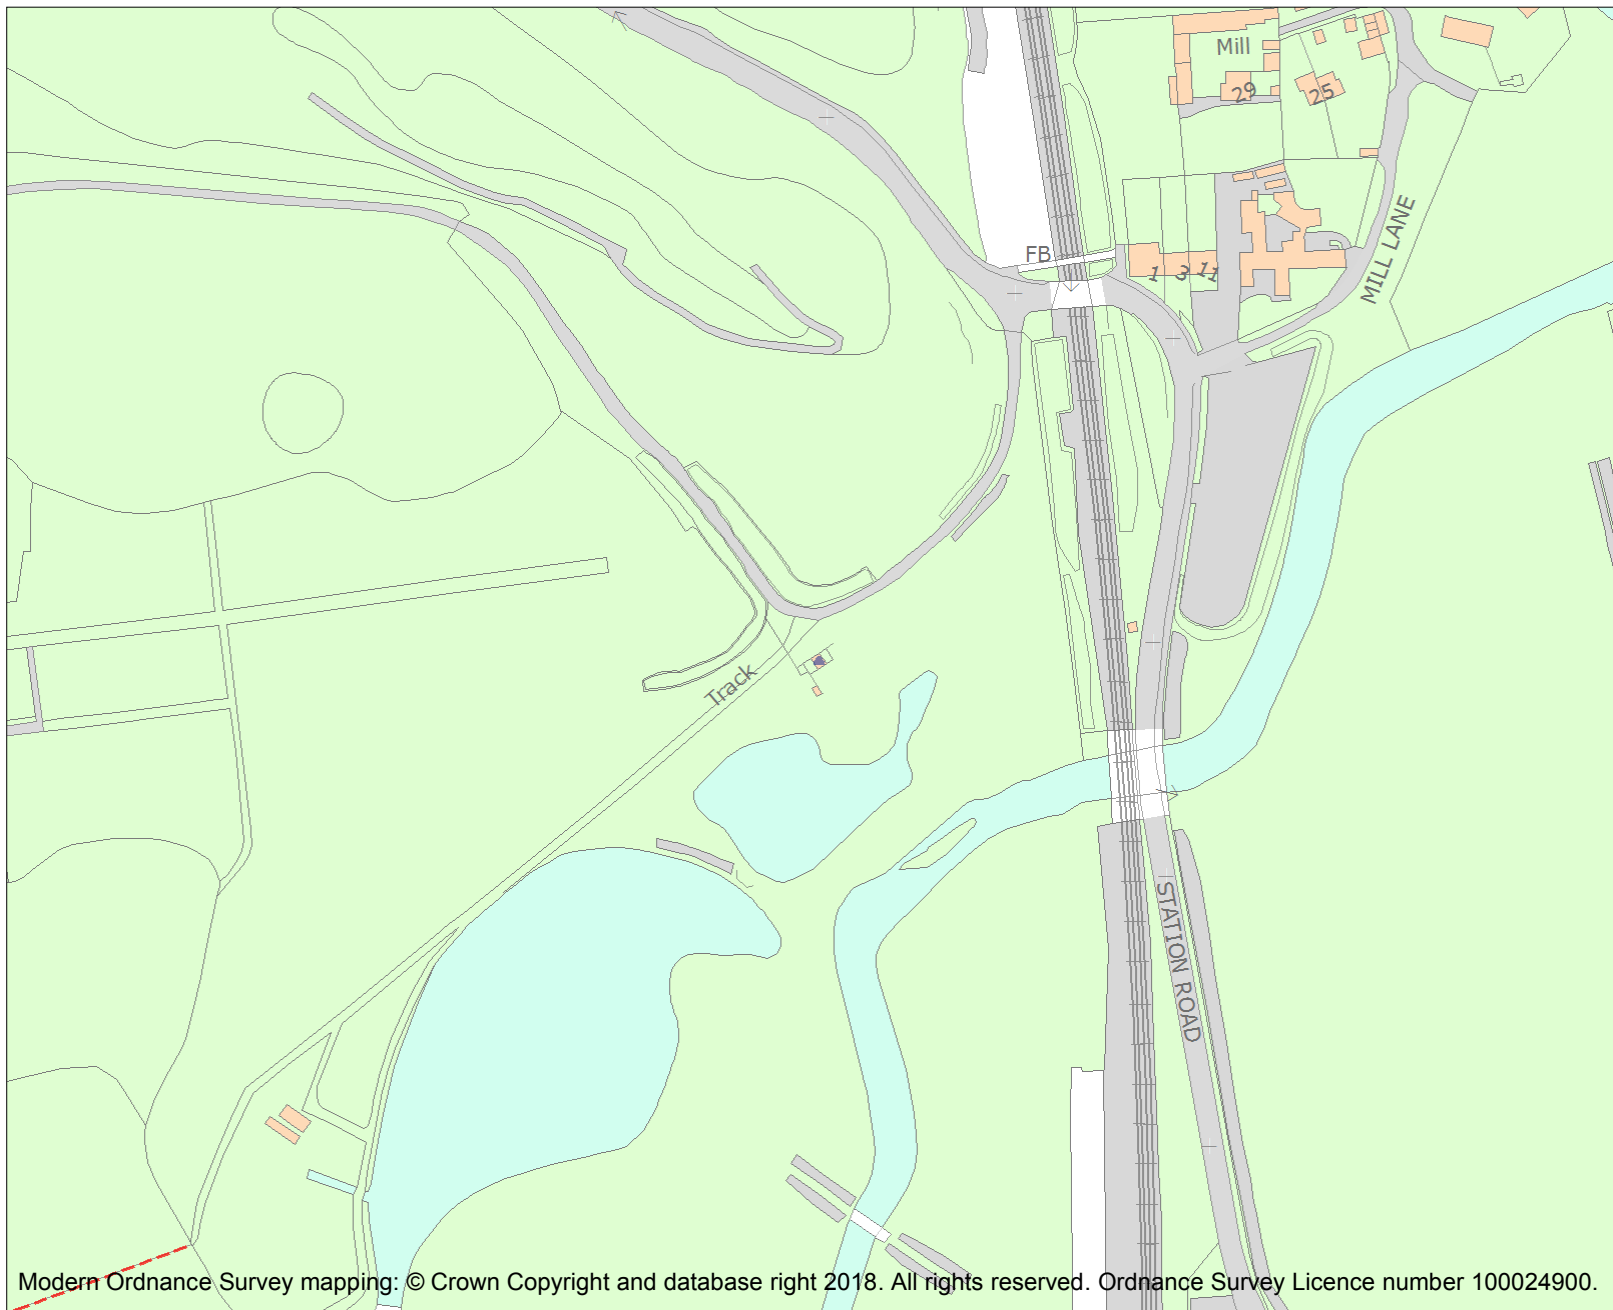 Mill
29
25
FB
1
3
11
MILL LANE
Track
STATION ROAD
Modern Ordnance Survey mapping: © Crown Copyright and database right 2018. All rights reserved. Ordnance Survey Licence number 100024900.